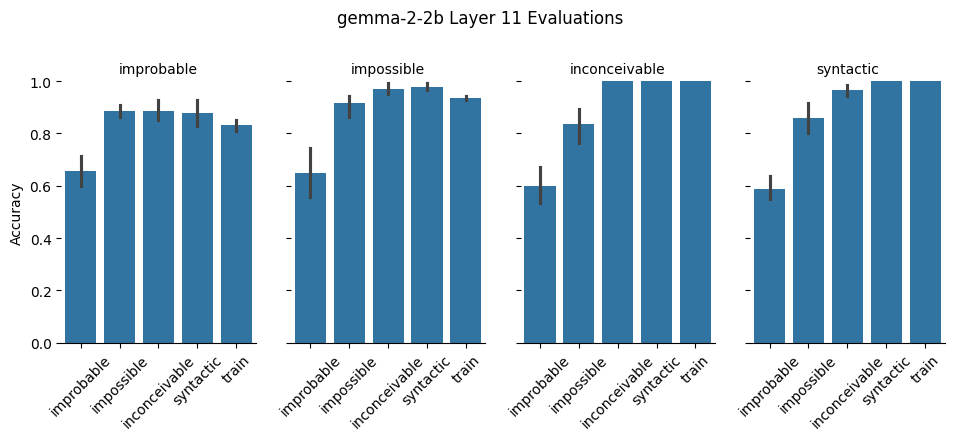 gemma-2-2b Layer 11 Evaluations
improbable
impossible
inconceivable
syntactic
Accuracy
1.0
0.8
0.6
0.4
0.2
0.0
improbable
impossible
inconceivable
syntactic
train
improbable
impossible
inconceivable
syntactic
train
improbable
impossible
inconceivable
syntactic
train
improbable
impossible
inconceivable
syntactic
train